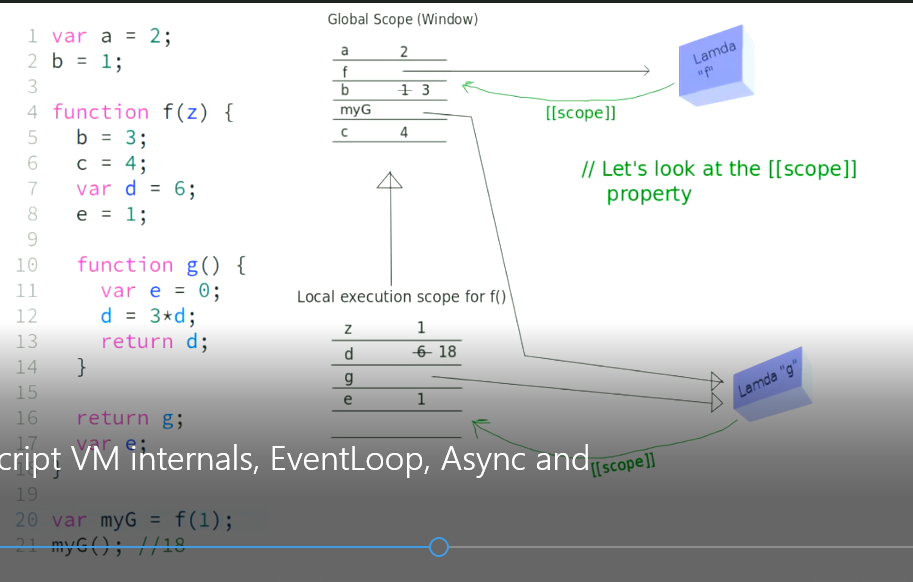 Global Scope (Window)
1 var a = 2;
2 b = 1;
3
4 function f(z) {
5 b = 3;
6 c = 4;
7 var d = 6;
8 e = 1;
9
10 function g() {
11 var e = 0;
12 d = 3*d;
13 return d;
14 }
15
16 return g;
17 var e;
}
19
20 var myG = f(1);
21 myG(); //18
a 2
f
b 1 3
myG
c 4
Lamda
"f"
[[scope]]
// Let's look at the [[scope]]
property
Local execution scope for f()
z 1
d 6 18
g
e 1
Lamda "g"
[[scope]]
cript VM internals, EventLoop, Async and